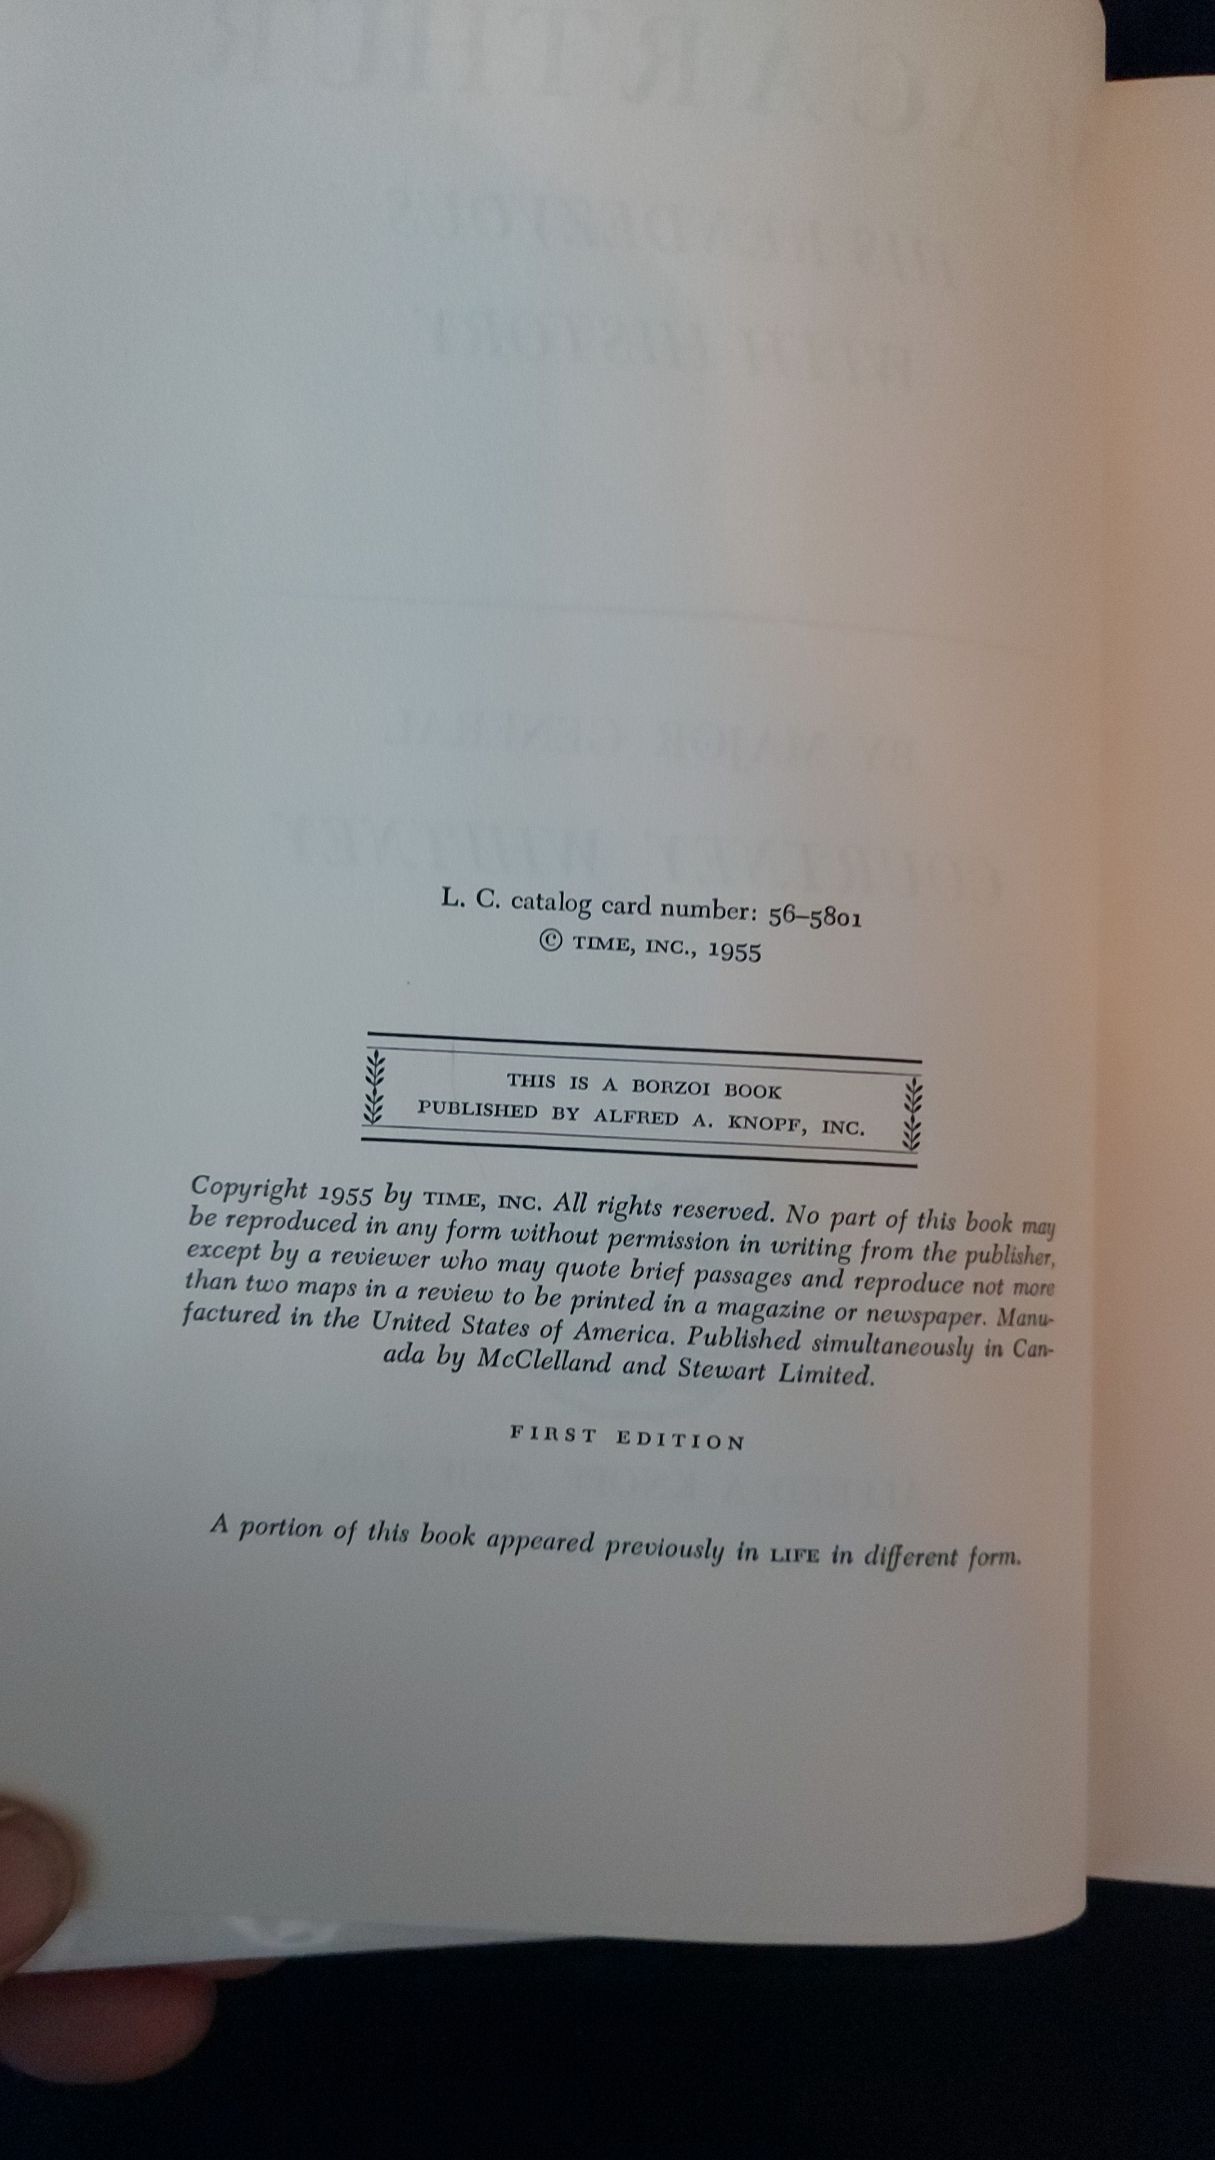 L. C. catalog card number: 56–5801
© TIME, INC., 1955
THIS IS A BORZOI BOOK
PUBLISHED BY ALFRED A. KNOPF, INC.
Copyright 1955 by TIME, INC. All rights reserved. No part of this book may
be reproduced in any form without permission in writing from the publisher,
except by a reviewer who may quote brief passages and reproduce not more
than two maps in a review to be printed in a magazine or newspaper. Manu-
factured in the United States of America. Published simultaneously in Can-
ada by McClelland and Stewart Limited.
FIRST EDITION
A portion of this book appeared previously in LIFE in different form.